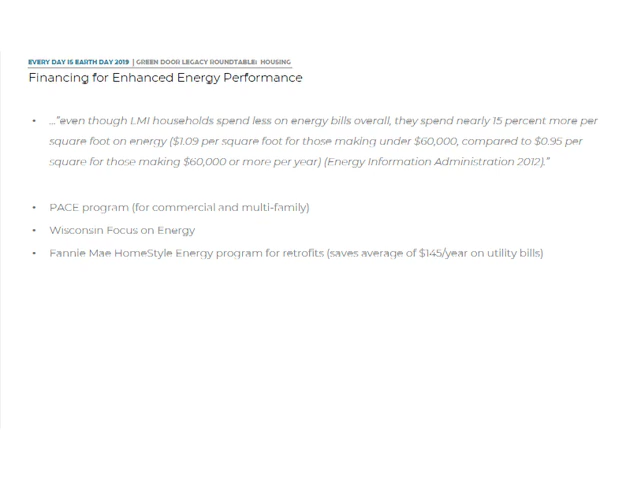 EVERY DAY IS EARTH DAY 2019 | GREEN DOOR LEGACY ROUNDTABLE: HOUSING
Financing for Enhanced Energy Performance
• ..."even though LMI households spend less on energy bills overall, they spend nearly 15 percent more per
square foot on energy ($1.09 per square foot for those making under $60,000, compared to $0.95 per
square for those making $60,000 or more per year) (Energy Information Administration 2012)."
• PACE program (for commercial and multi-family)
• Wisconsin Focus on Energy
• Fannie Mae HomeStyle Energy program for retrofits (saves average of $145/year on utility bills)